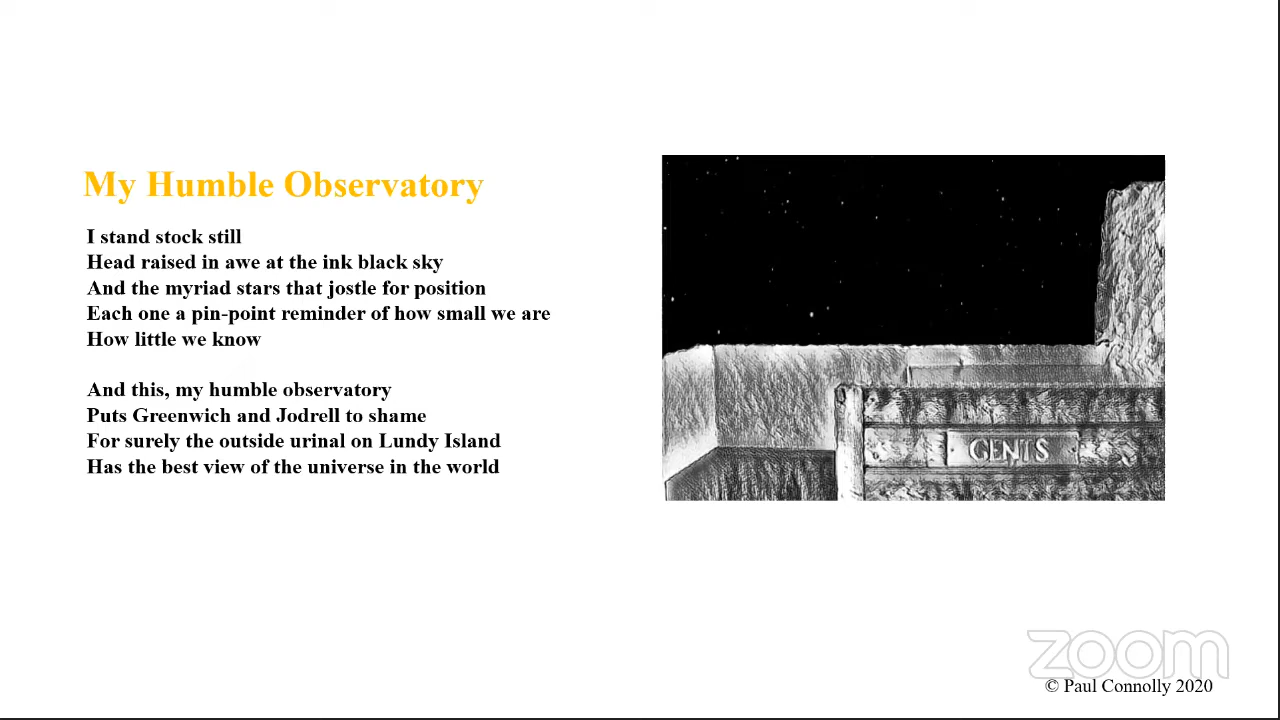 My Humble Observatory
I stand stock still
Head raised in awe at the ink black sky
And the myriad stars that jostle for position
Each one a pin-point reminder of how small we are
How little we know
And this, my humble observatory
Puts Greenwich and Jodrell to shame
For surely the outside urinal on Lundy Island
Has the best view of the universe in the world
GENTS
zoom
© Paul Connolly 2020